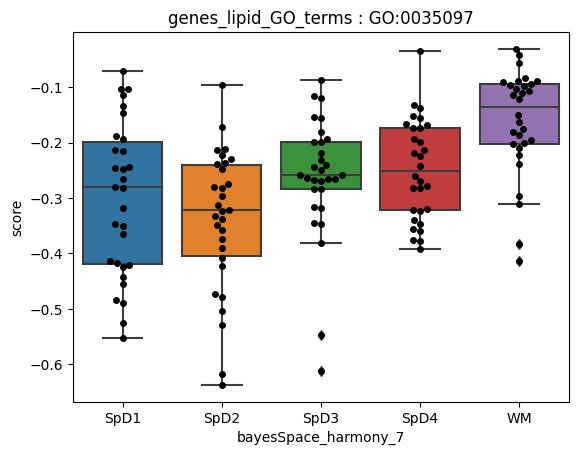 genes_lipid_GO_terms : GO:0035097
−0.1
−0.2
−0.3
−0.4
−0.5
−0.6
score
SpD1 SpD2 SpD3 SpD4 WM
bayesSpace_harmony_7